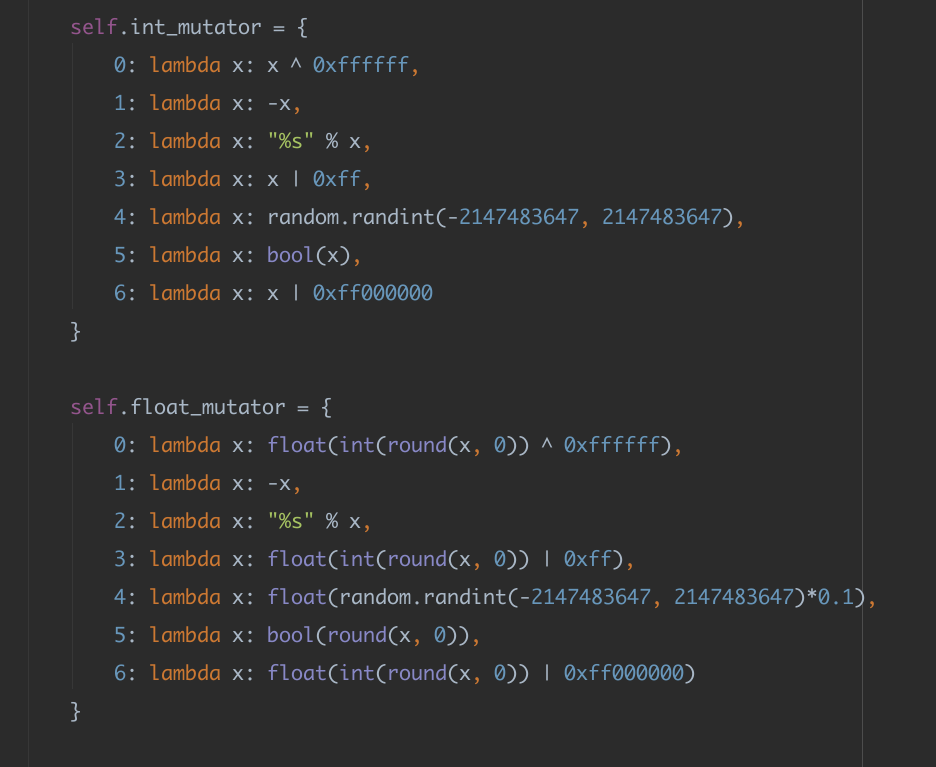 self.int_mutator = {
0: lambda x: x ^ 0xffffff,
1: lambda x: -x,
2: lambda x: "%s" % x,
3: lambda x: x | 0xff,
4: lambda x: random.randint(-2147483647, 2147483647),
5: lambda x: bool(x),
6: lambda x: x | 0xff000000
}
self.float_mutator = {
0: lambda x: float(int(round(x, 0)) ^ 0xffffff),
1: lambda x: -x,
2: lambda x: "%s" % x,
3: lambda x: float(int(round(x, 0)) | 0xff),
4: lambda x: float(random.randint(-2147483647, 2147483647)*0.1),
5: lambda x: bool(round(x, 0)),
6: lambda x: float(int(round(x, 0)) | 0xff000000)
}